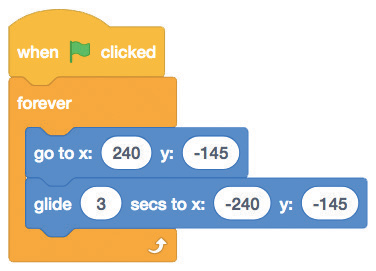 when clicked
forever
go to x: 240 y: -145
glide 3 secs to x: -240 y: -145